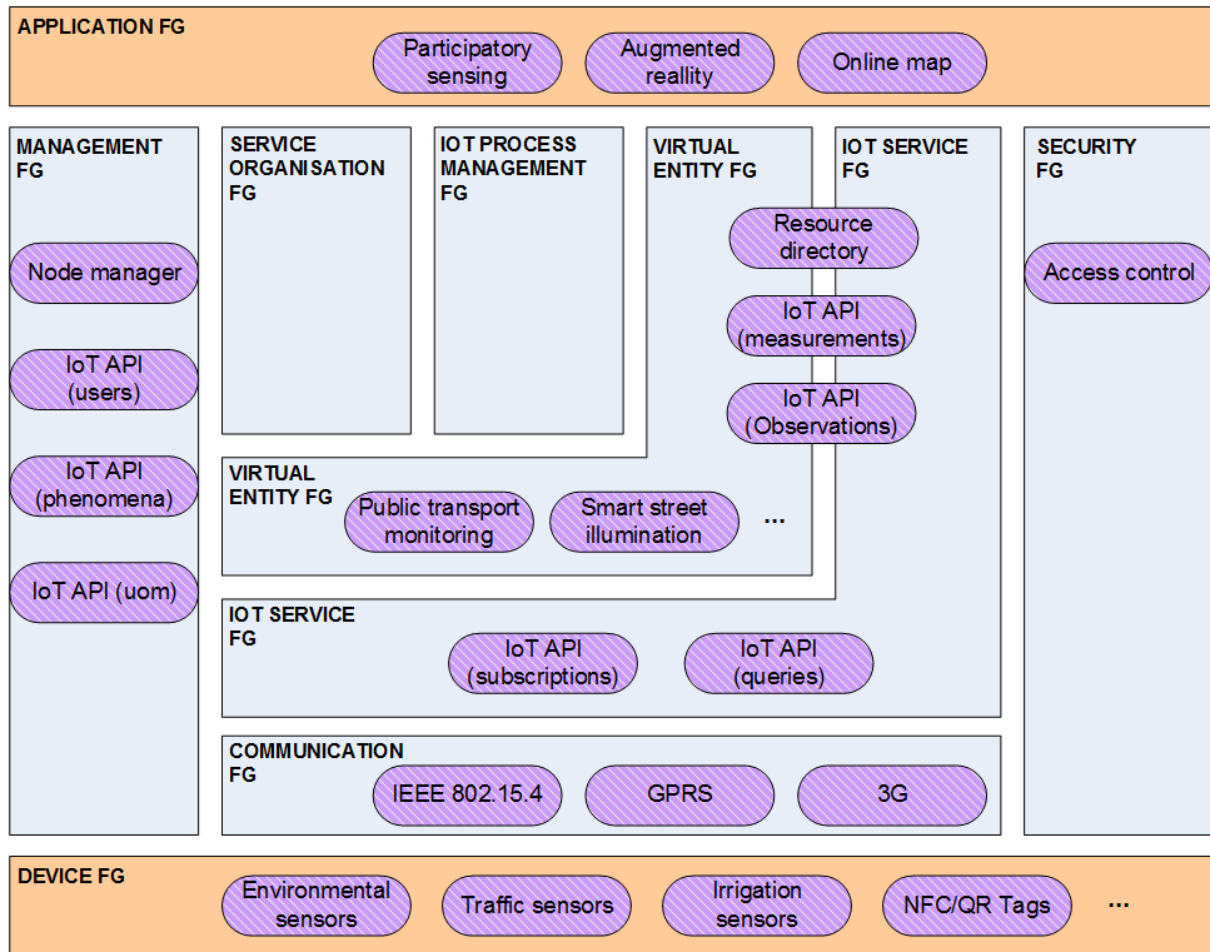 APPLICATION FG
Participatory
sensing
Augmented
reallity
Online map
MANAGEMENT
FG
Node manager
IoT API
(users)
IoT API
(phenomena)
IoT API (uom)
SERVICE
ORGANISATION
FG
IOT PROCESS
MANAGEMENT
FG
VIRTUAL
ENTITY FG
IOT SERVICE
FG
Resource
directory
IoT API
(measurements)
IoT API
(Observations)
SECURITY
FG
Access control
VIRTUAL
ENTITY FG
Public transport
monitoring
Smart street
illumination
...
IOT SERVICE
FG
IoT API
(subscriptions)
IoT API
(queries)
COMMUNICATION
FG
IEEE 802.15.4
GPRS
3G
DEVICE FG
Environmental
sensors
Traffic sensors
Irrigation
sensors
NFC/QR Tags
...